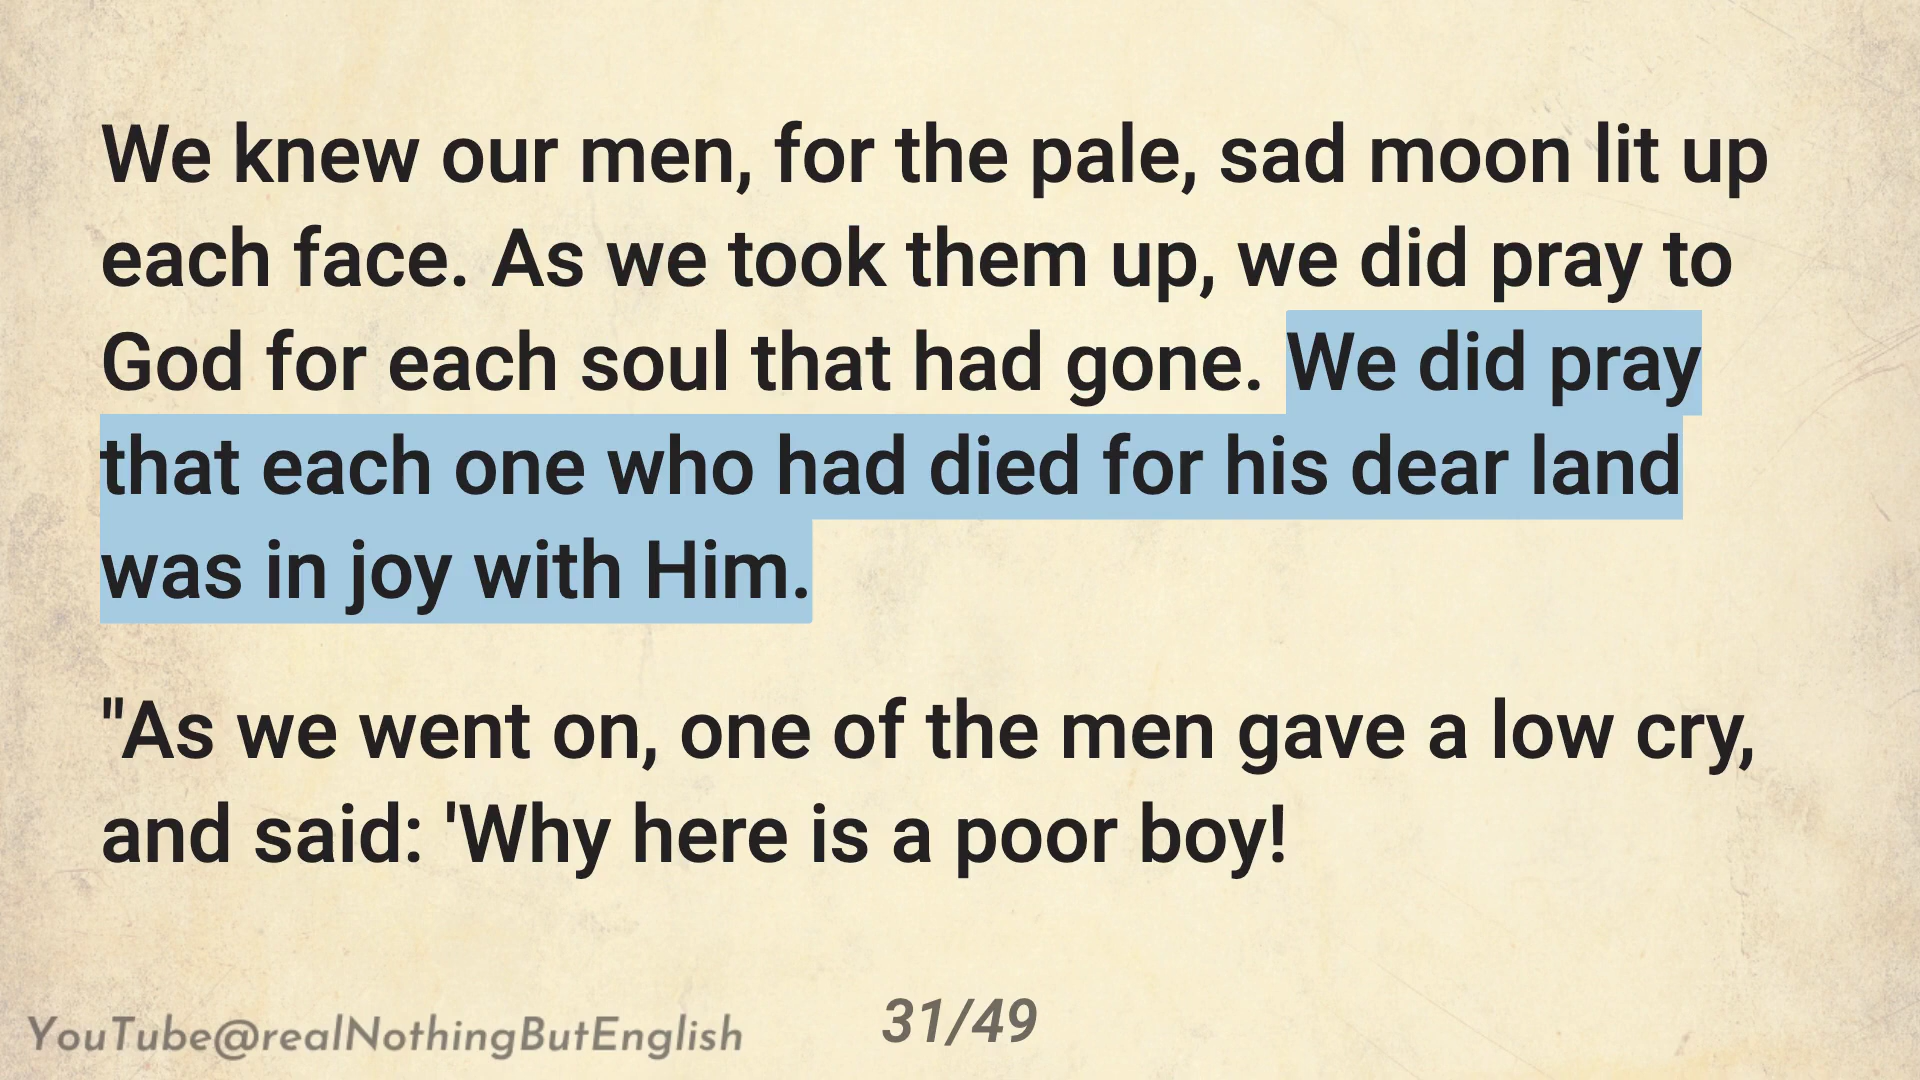 We knew our men, for the pale, sad moon lit up
each face. As we took them up, we did pray to
God for each soul that had gone. We did pray
that each one who had died for his dear land
was in joy with Him.
"As we went on, one of the men gave a low cry,
and said: 'Why here is a poor boy!
YouTube@realNothingButEnglish
31/49